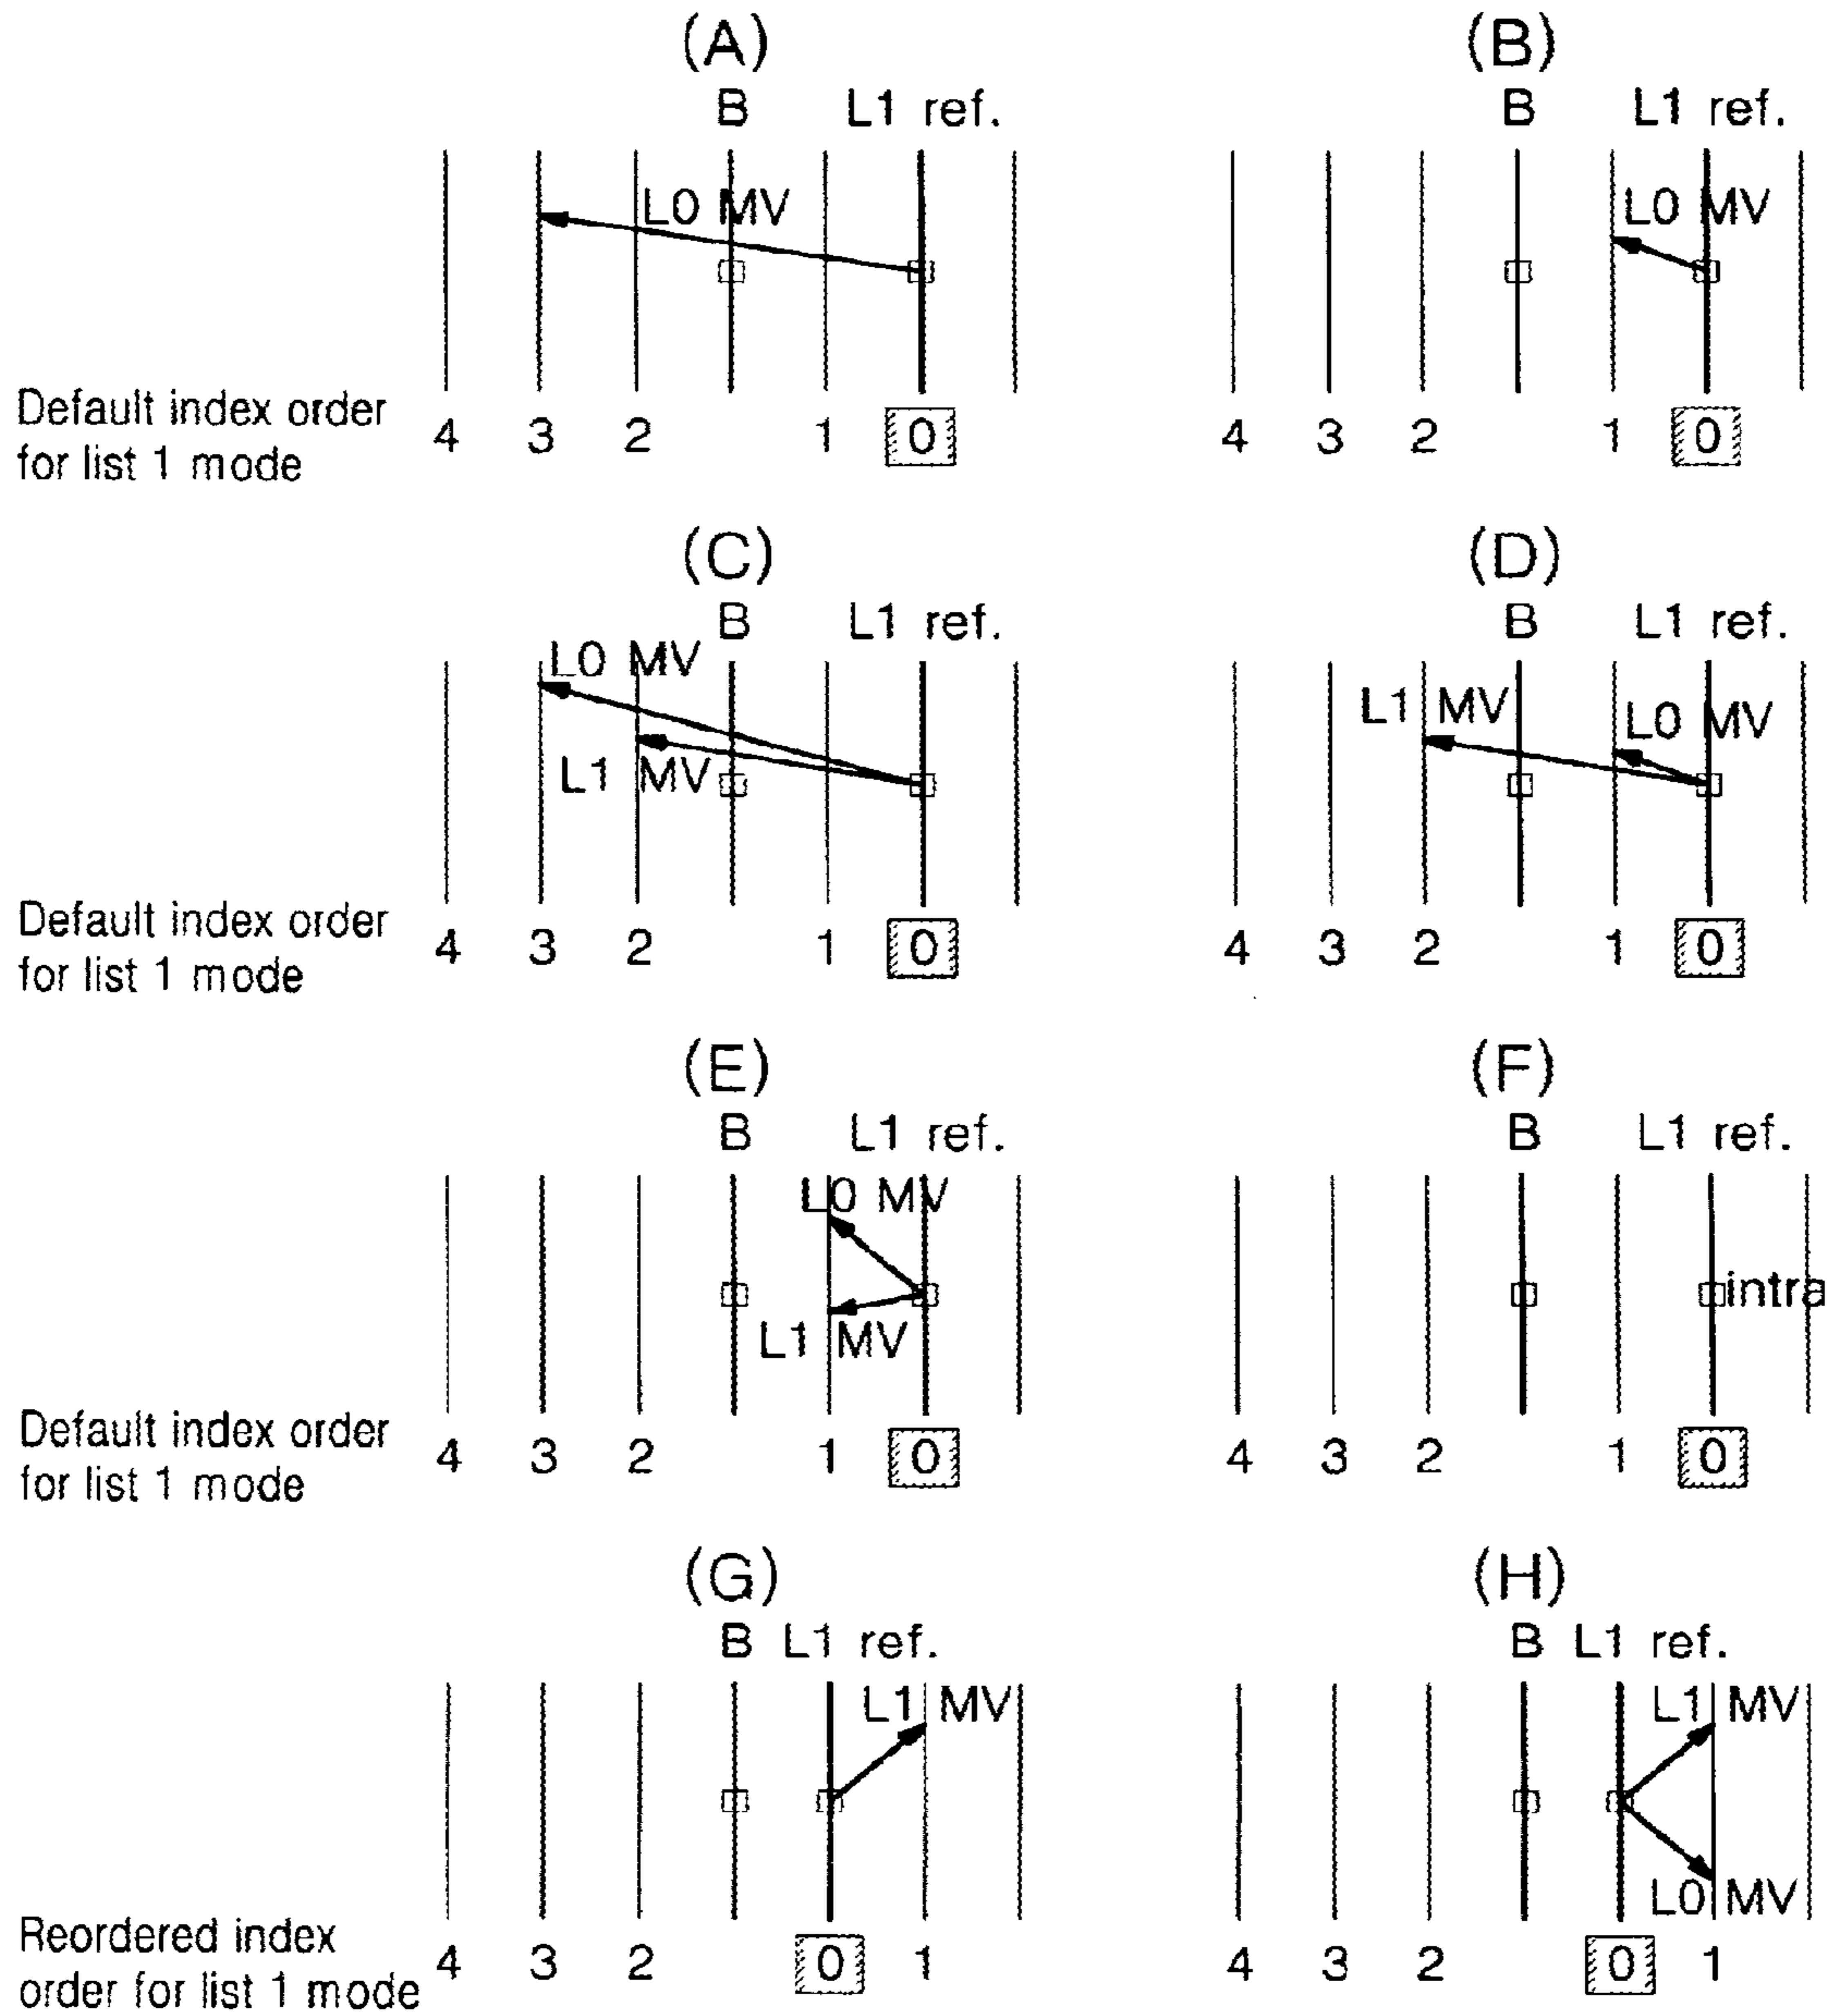 (A) (B)
B L1 ref. B L1 ref.
L0 MV L0 MV
Default index order
for list 1 mode
4 3 2 1 0 4 3 2 1 0
(C) (D)
B L1 ref. B L1 ref.
L0 MV
L1 MV L0 MV
L1 MV
Default index order
for list 1 mode
4 3 2 1 0 4 3 2 1 0
(E) (F)
B L1 ref. B L1 ref.
L0 MV
intra
L1 MV
Default index order
for list 1 mode
4 3 2 1 0 4 3 2 1 0
(G) (H)
B L1 ref. B L1 ref.
L1 MV L1 MV
L0 MV
Reordered index
order for list 1 mode
4 3 2 0 1 4 3 2 0 1